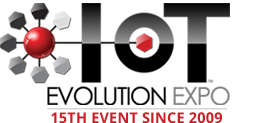 IoT
EVOLUTION EXPO
15TH EVENT SINCE 2009